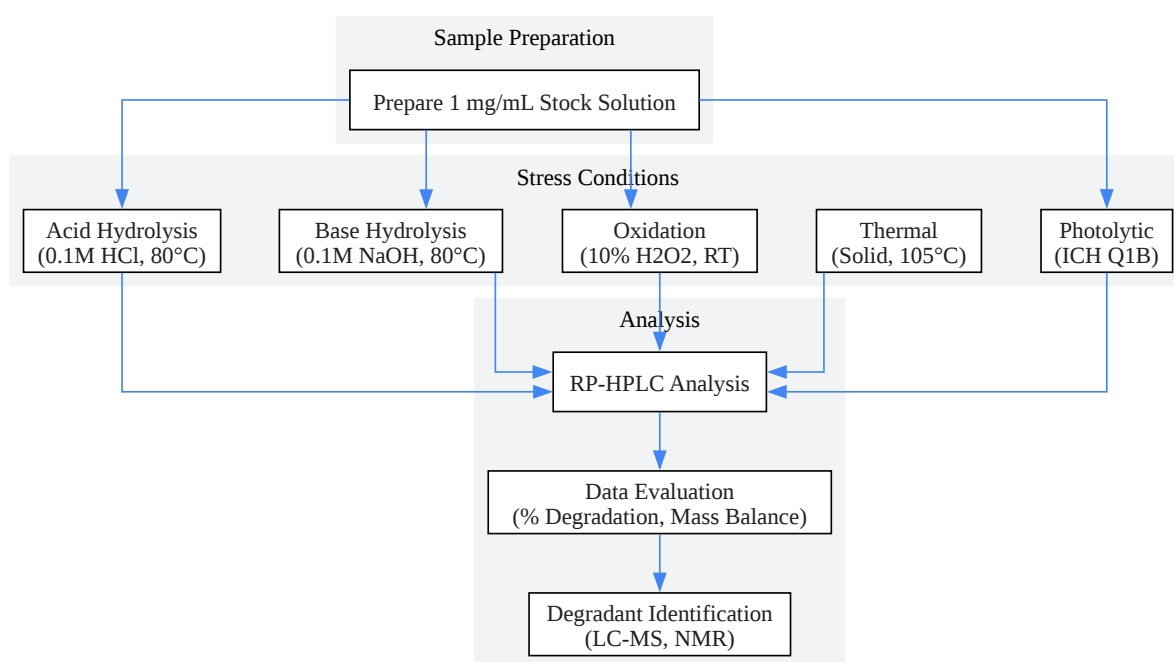 Sample Preparation
Prepare 1 mg/mL Stock Solution
Stress Conditions
Acid Hydrolysis
(0.1M HCl, 80°C)
Base Hydrolysis
(0.1M NaOH, 80°C)
Oxidation
(10% H2O2, RT)
Thermal
(Solid, 105°C)
Photolytic
(ICH Q1B)
Analysis
RP-HPLC Analysis
Data Evaluation
(% Degradation, Mass Balance)
Degradant Identification
(LC-MS, NMR)